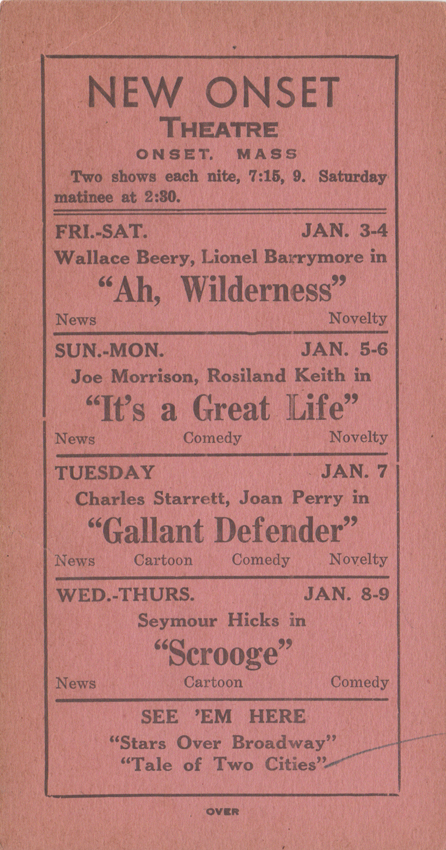 NEW ONSET
THEATRE
ONSET. MASS
Two shows each nite, 7:15, 9. Saturday
matinee at 2:30.
FRI.-SAT. JAN. 3-4
Wallace Beery, Lionel Barrymore in
“Ah, Wilderness”
News Novelty
SUN.-MON. JAN. 5-6
Joe Morrison, Rosiland Keith in
“It's a Great Life”
News Comedy Novelty
TUESDAY JAN. 7
Charles Starrett, Joan Perry in
“Gallant Defender”
News Cartoon Comedy Novelty
WED.-THURS. JAN. 8-9
Seymour Hicks in
“Scrooge”
News Cartoon Comedy
SEE 'EM HERE
“Stars Over Broadway”
“Tale of Two Cities”
OVER